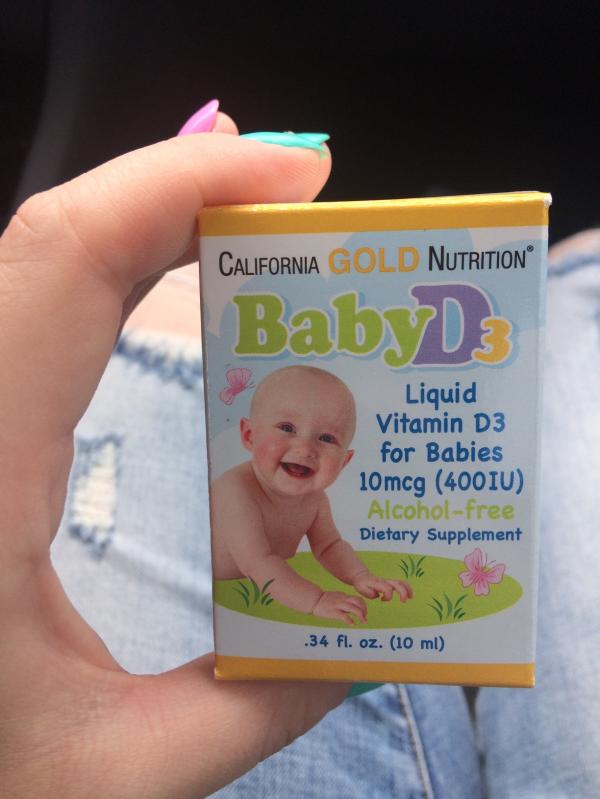 CALIFORNIA GOLD NUTRITION®
BabyD3
Liquid
Vitamin D3
for Babies
10mcg (400IU)
Alcohol-free
Dietary Supplement
.34 fl. oz. (10 ml)